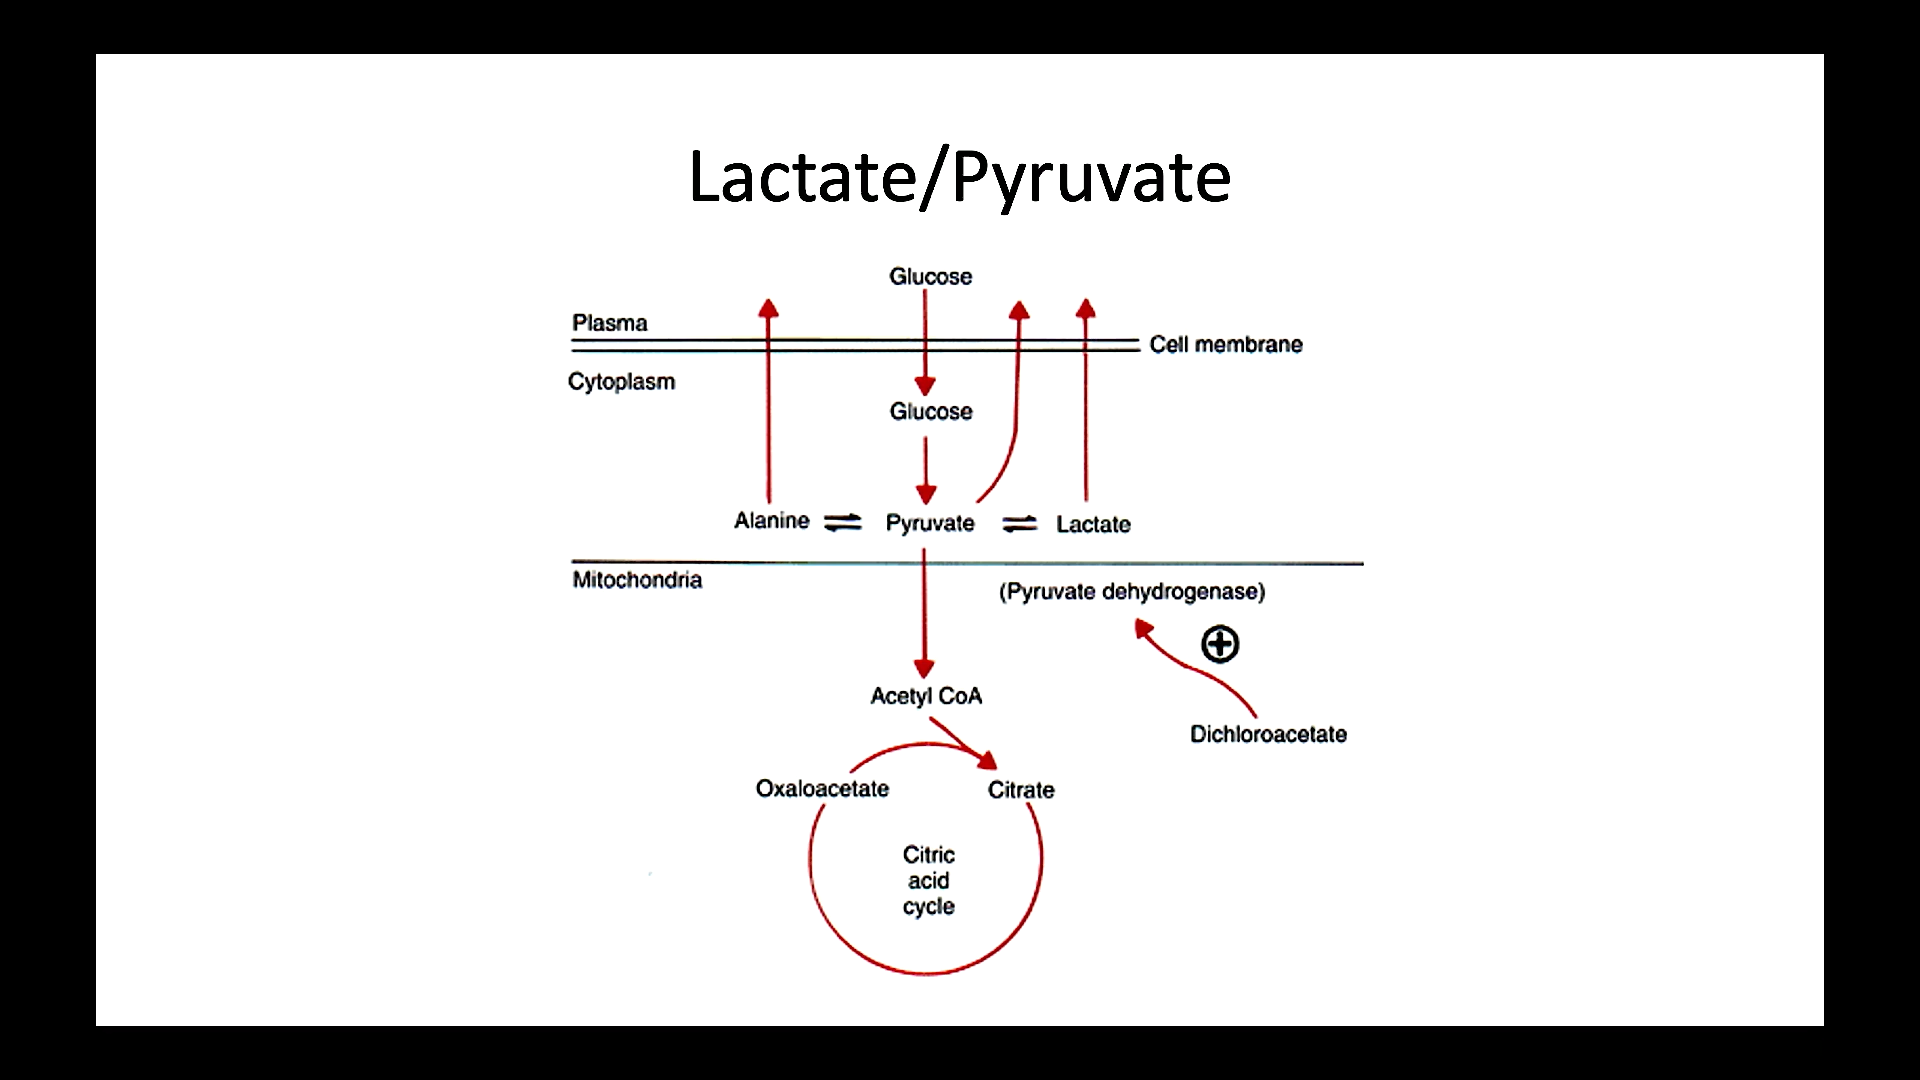 Lactate/Pyruvate
Glucose
Plasma
Cell membrane
Cytoplasm
Glucose
Alanine ⇌ Pyruvate ⇌ Lactate
Mitochondria
(Pyruvate dehydrogenase)
+
Acetyl CoA
Dichloroacetate
Oxaloacetate
Citrate
Citric
acid
cycle